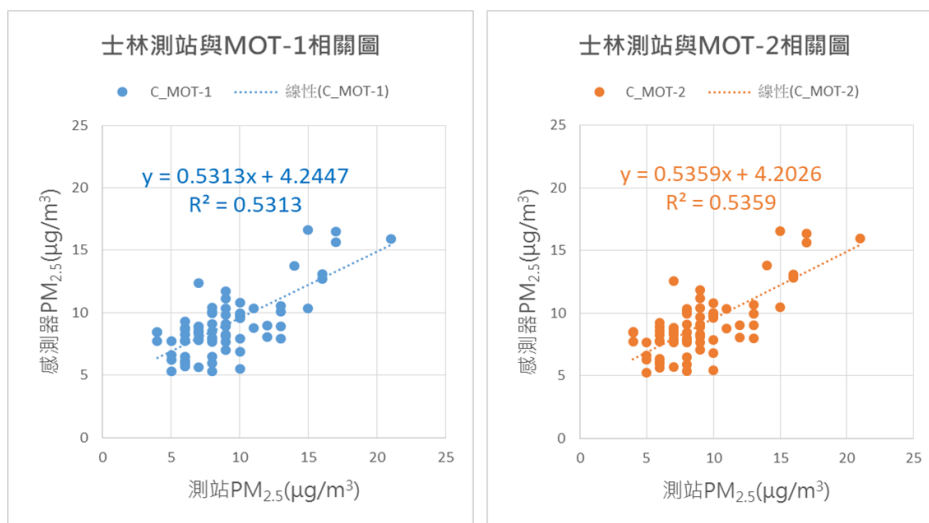 士林測站與MOT-1相關圖
C_MOT-1 線性(C_MOT-1)
25
20
15
10
5
0
y = 0.5313x + 4.2447
R² = 0.5313
感測器PM₂.₅(μg/m³)
0 5 10 15 20 25
測站PM₂.₅(μg/m³)
士林測站與MOT-2相關圖
C_MOT-2 線性(C_MOT-2)
25
20
15
10
5
0
y = 0.5359x + 4.2026
R² = 0.5359
感測器PM₂.₅(μg/m³)
0 5 10 15 20 25
測站PM₂.₅(μg/m³)